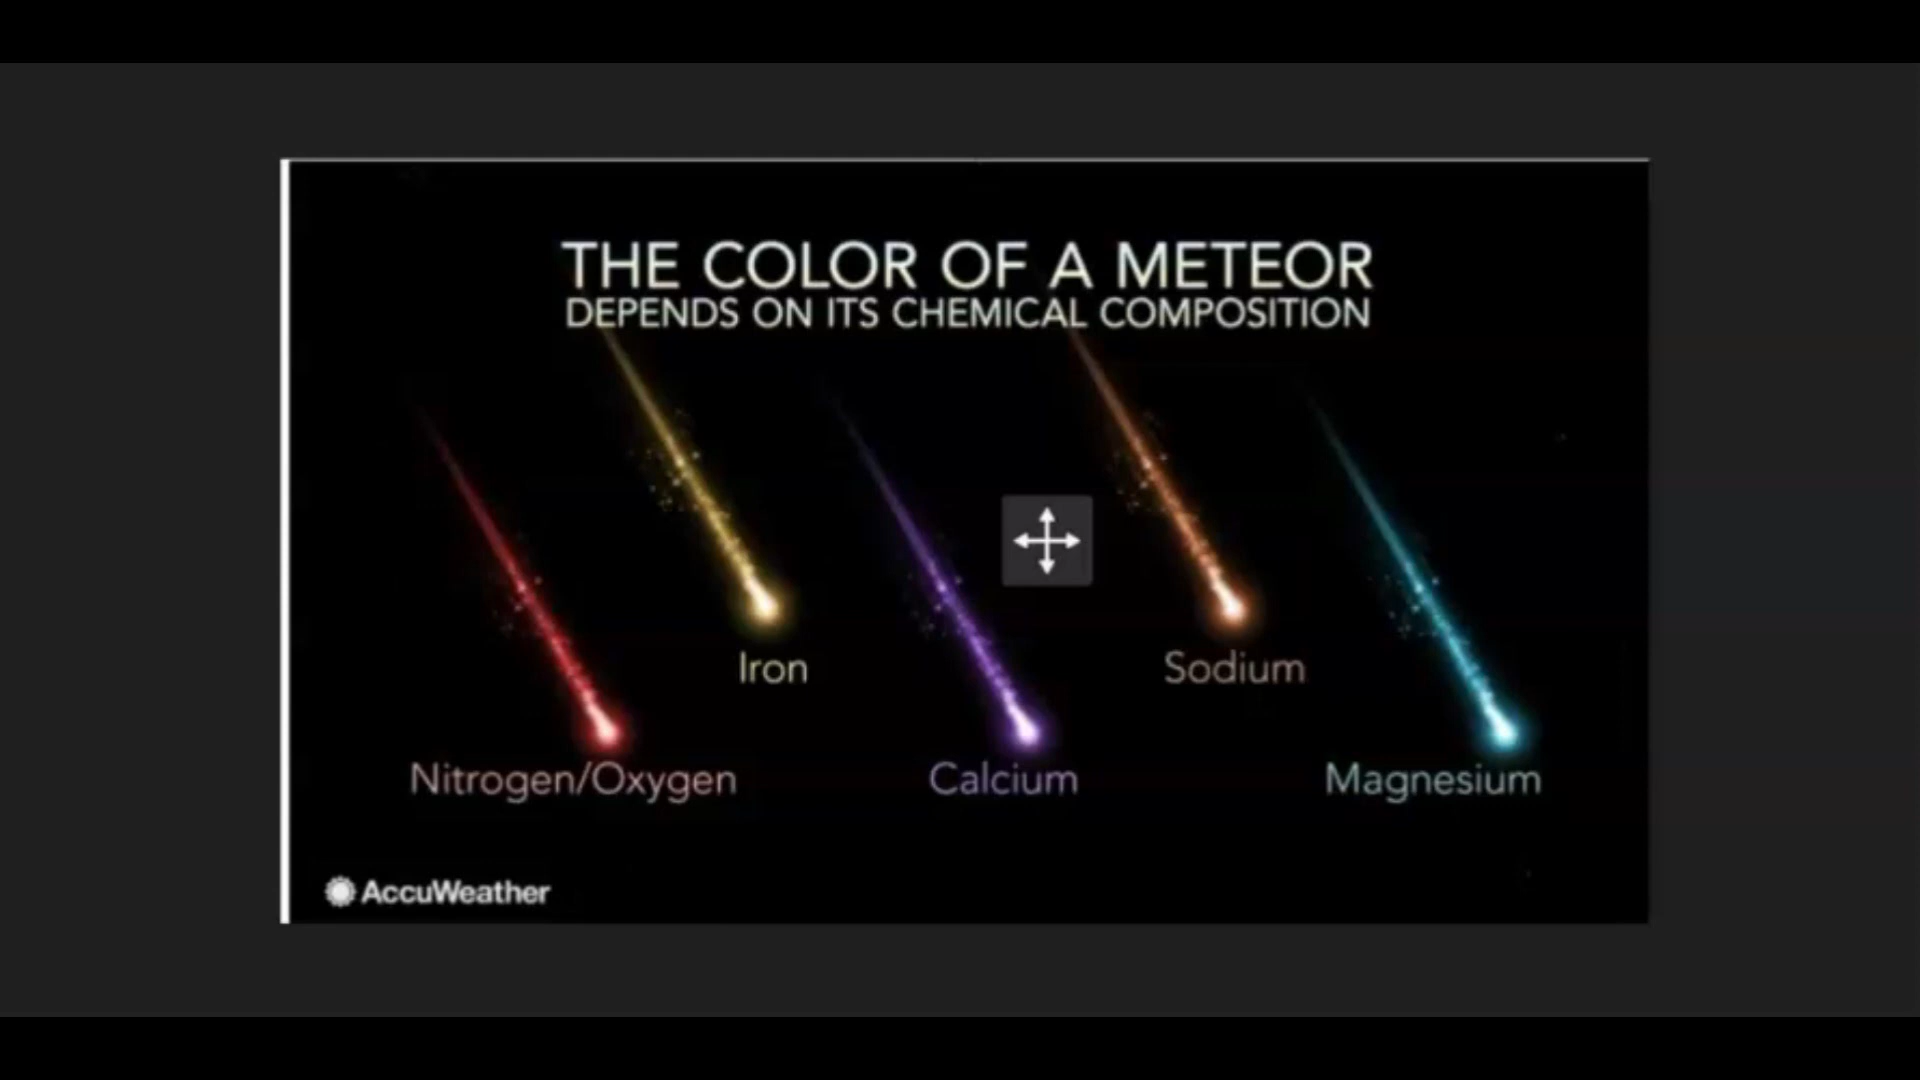 THE COLOR OF A METEOR
DEPENDS ON ITS CHEMICAL COMPOSITION
Iron
Sodium
Nitrogen/Oxygen
Calcium
Magnesium
AccuWeather